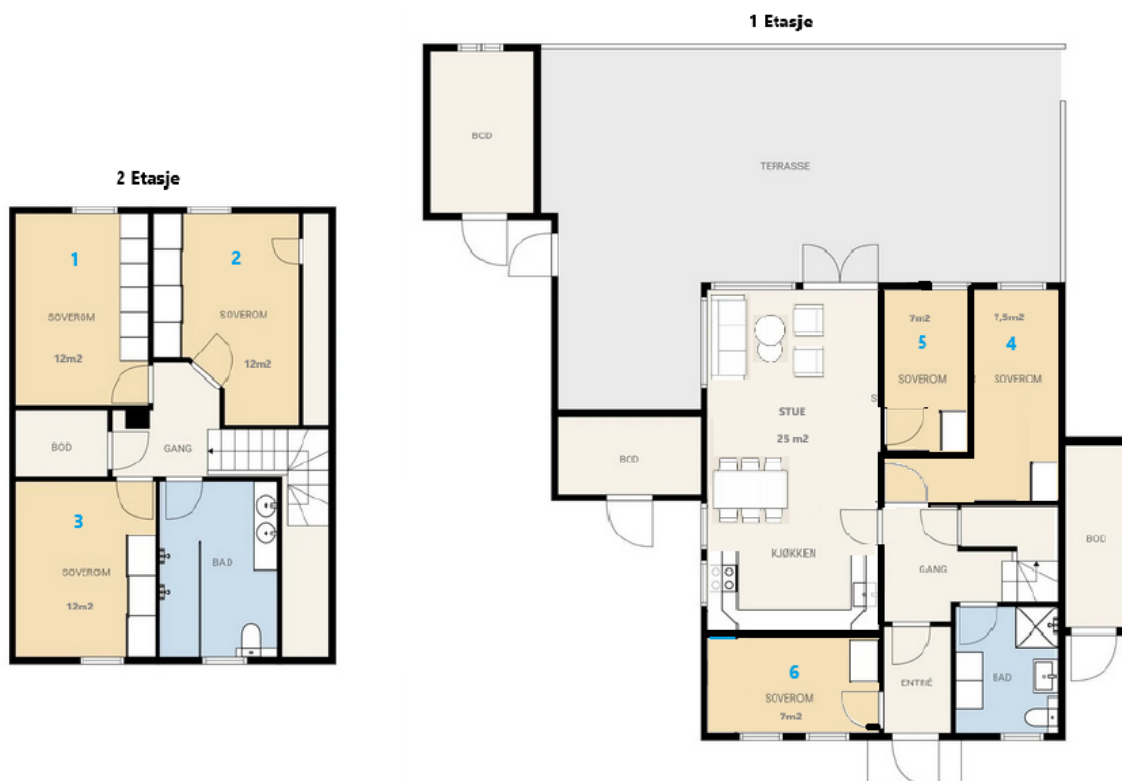 2 Etasje
1
SOVEROM
12m2
2
SOVEROM
12m2
BOD
GANG
3
SOVEROM
12m2
BAD
1 Etasje
BOD
TERRASSE
7m2
5
SOVEROM
7,5m2
4
SOVEROM
STUE
25 m2
S
BOD
KJØKKEN
GANG
BOD
6
SOVEROM
7m2
ENTRÉ
BAD